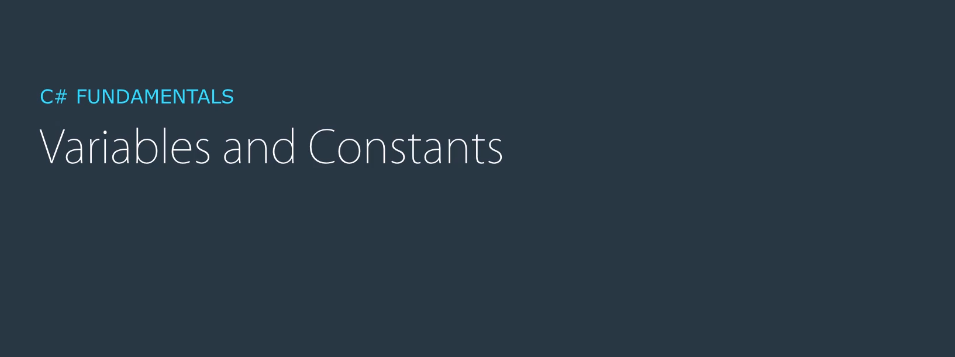 C# FUNDAMENTALS
Variables and Constants